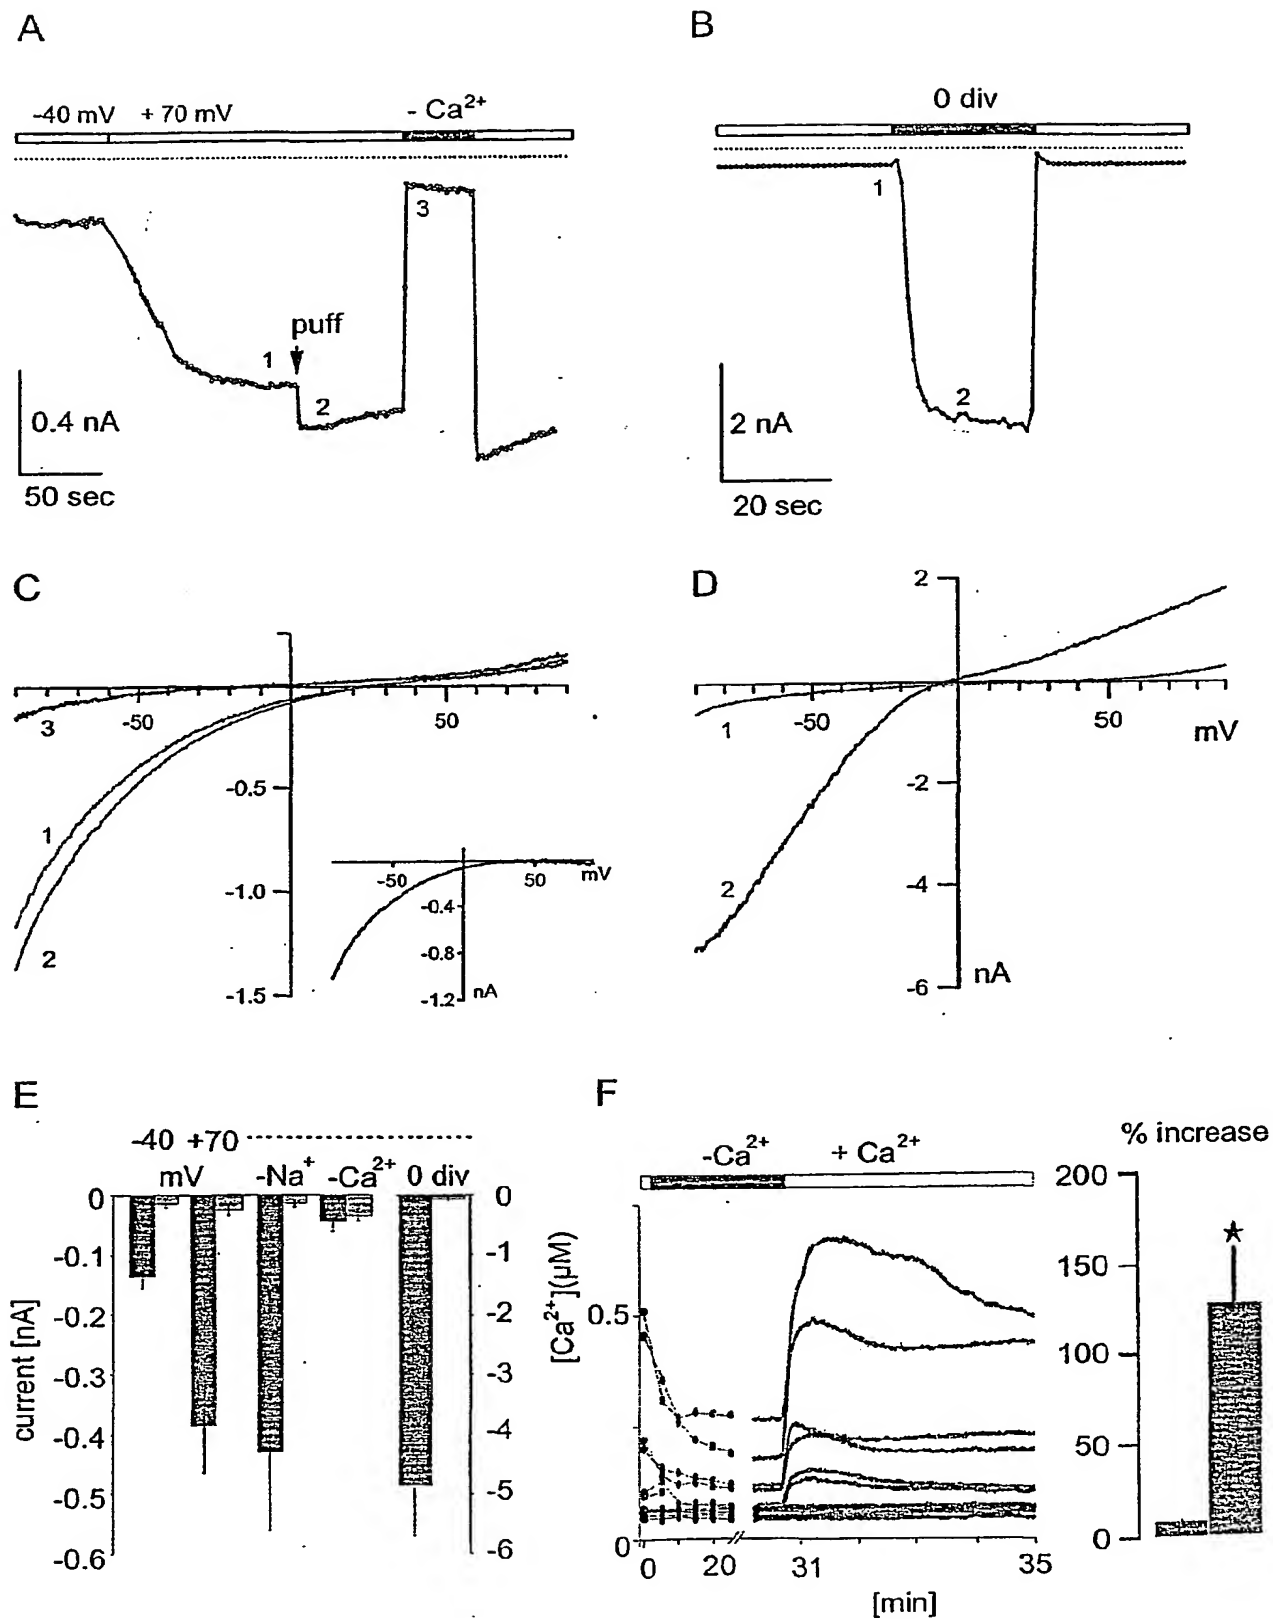 A
B
-40 mV
+ 70 mV
- Ca2+
0 div
1
puff
2
3
0.4 nA
50 sec
1
2
2 nA
20 sec
C
D
3
-50
50
-0.5
1
-1.0
2
-1.5
-50
50
mV
-0.4
-0.8
-1.2
nA
2
1
-50
50
mV
-2
-4
2
-6
nA
E
F
-40 +70
mV
-Na+
-Ca2+
0 div
0
-0.1
-0.2
-0.3
-0.4
-0.5
-0.6
current [nA]
0
-1
-2
-3
-4
-5
-6
[Ca2+](µM)
-Ca2+
+ Ca2+
0.5
0
0
20
31
35
[min]
% increase
200
150
100
50
0